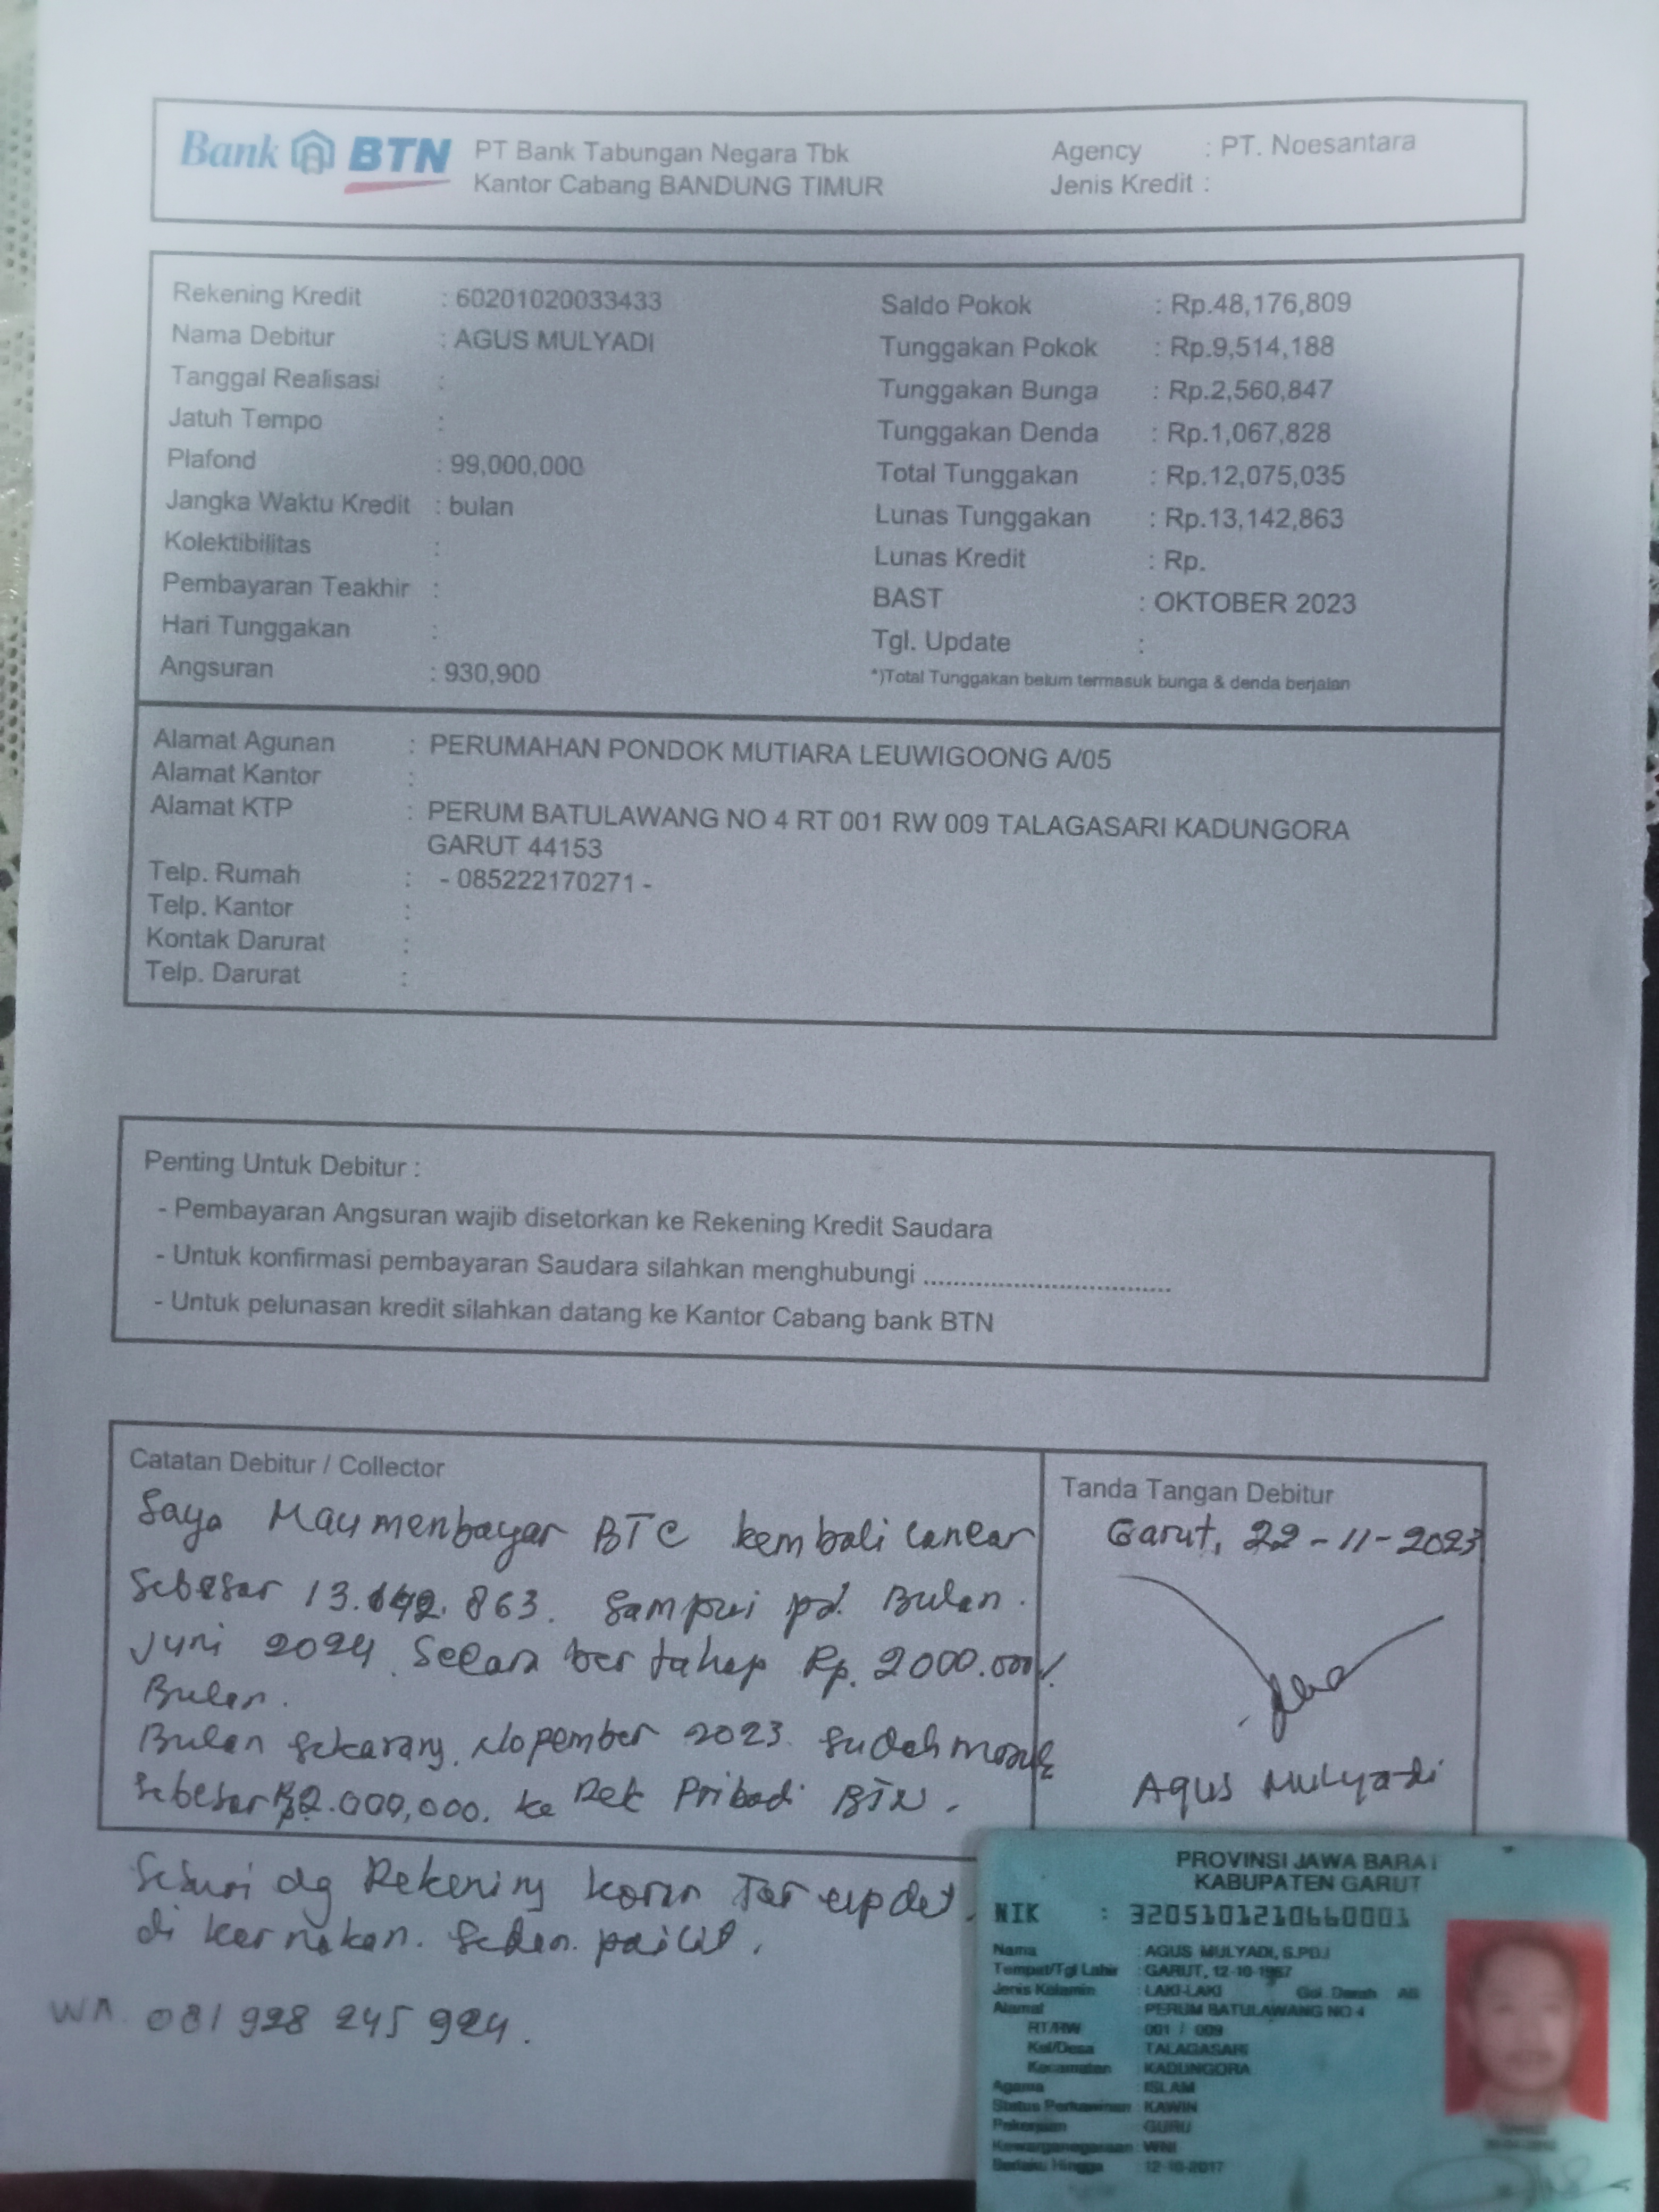 Bank BTN PT Bank Tabungan Negara Tbk
Kantor Cabang BANDUNG TIMUR
Agency : PT. Noesantara
Jenis Kredit :
Rekening Kredit : 60201020033433
Nama Debitur : AGUS MULYADI
Tanggal Realisasi :
Jatuh Tempo :
Plafond : 99,000,000
Jangka Waktu Kredit : bulan
Kolektibilitas :
Pembayaran Teakhir :
Hari Tunggakan :
Angsuran : 930,900
Saldo Pokok : Rp.48,176,809
Tunggakan Pokok : Rp.9,514,188
Tunggakan Bunga : Rp.2,560,847
Tunggakan Denda : Rp.1,067,828
Total Tunggakan : Rp.12,075,035
Lunas Tunggakan : Rp.13,142,863
Lunas Kredit : Rp.
BAST : OKTOBER 2023
Tgl. Update :
*)Total Tunggakan belum termasuk bunga & denda berjalan
Alamat Agunan : PERUMAHAN PONDOK MUTIARA LEUWIGOONG A/05
Alamat Kantor :
Alamat KTP : PERUM BATULAWANG NO 4 RT 001 RW 009 TALAGASARI KADUNGORA
GARUT 44153
Telp. Rumah : - 085222170271 -
Telp. Kantor :
Kontak Darurat :
Telp. Darurat :
Penting Untuk Debitur :
- Pembayaran Angsuran wajib disetorkan ke Rekening Kredit Saudara
- Untuk konfirmasi pembayaran Saudara silahkan menghubungi ..............................
- Untuk pelunasan kredit silahkan datang ke Kantor Cabang bank BTN
Catatan Debitur / Collector
Saya Mau menbayar BTC kembali lancar
Sebesar 13.142.863. Sampai pd. Bulan.
Juni 2024. Secara bertahap Rp. 2000.000/.
Bulan.
Bulan sekarang, Nopember 2023. Sudah masuk
Sebesar Rp2.000,000. ke Rek Pribadi BTN.
Sesuai dg Rekening koran
di karnakan.
WA. 081 928 245 924.
Tanda Tangan Debitur
Garut, 22-11-2023
Agus Mulyadi
PROVINSI JAWA BARAT
KABUPATEN GARUT
NIK : 3205101210660001
Nama : AGUS MULYADI, S.PD.I
Tempat/Tgl Lahir : GARUT, 12-10-1967
Jenis Kelamin : LAKI-LAKI Gol. Darah AB
Alamat : PERUM BATULAWANG NO 4
RT/RW 001 / 009
Kel/Desa TALAGASARI
Kecamatan KADUNGORA
Agama : ISLAM
Status Perkawinan : KAWIN
Pekerjaan : GURU
Kewarganegaraan : WNI
Berlaku Hingga : 12-10-2017